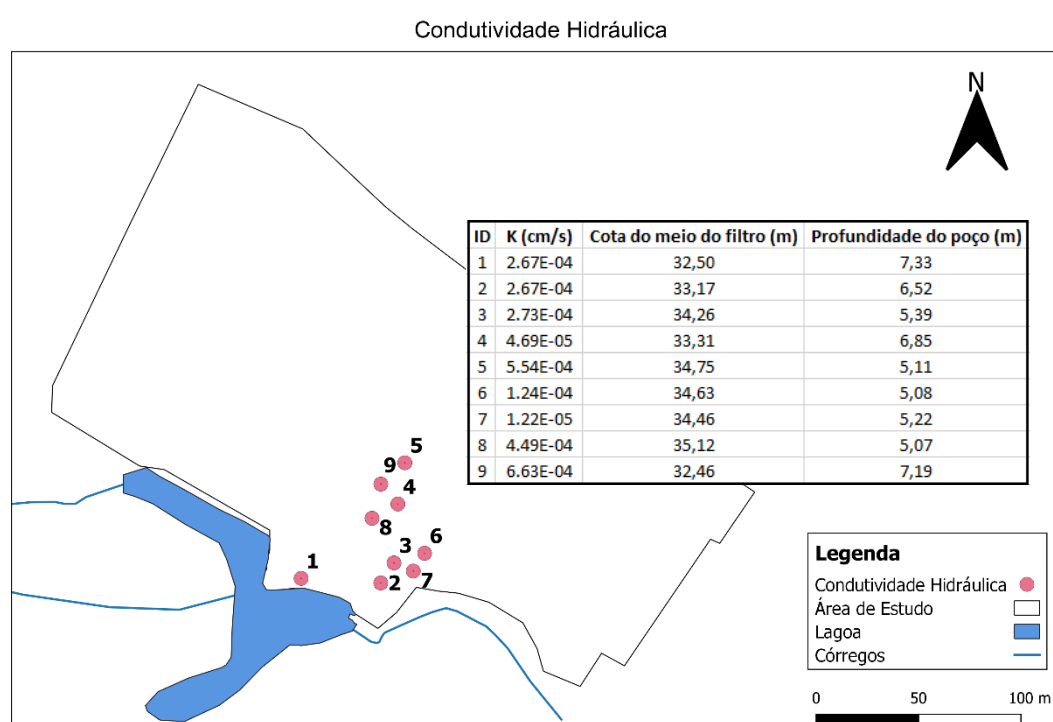 Condutividade Hidráulica
N
ID K (cm/s) Cota do meio do filtro (m) Profundidade do poço (m)
1 2.67E-04 32,50 7,33
2 2.67E-04 33,17 6,52
3 2.73E-04 34,26 5,39
4 4.69E-05 33,31 6,85
5 5.54E-04 34,75 5,11
6 1.24E-04 34,63 5,08
7 1.22E-05 34,46 5,22
8 4.49E-04 35,12 5,07
9 6.63E-04 32,46 7,19
5
9
4
8
6
3
1
2
7
Legenda
Condutividade Hidráulica
Área de Estudo
Lagoa
Córregos
0 50 100 m